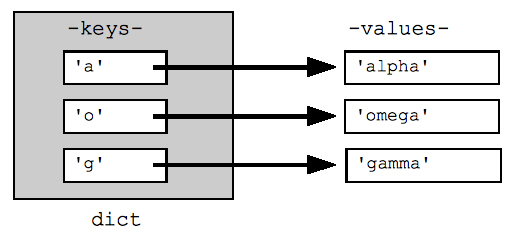 -keys- -values-
'a' 'alpha'
'o' 'omega'
'g' 'gamma'
dict